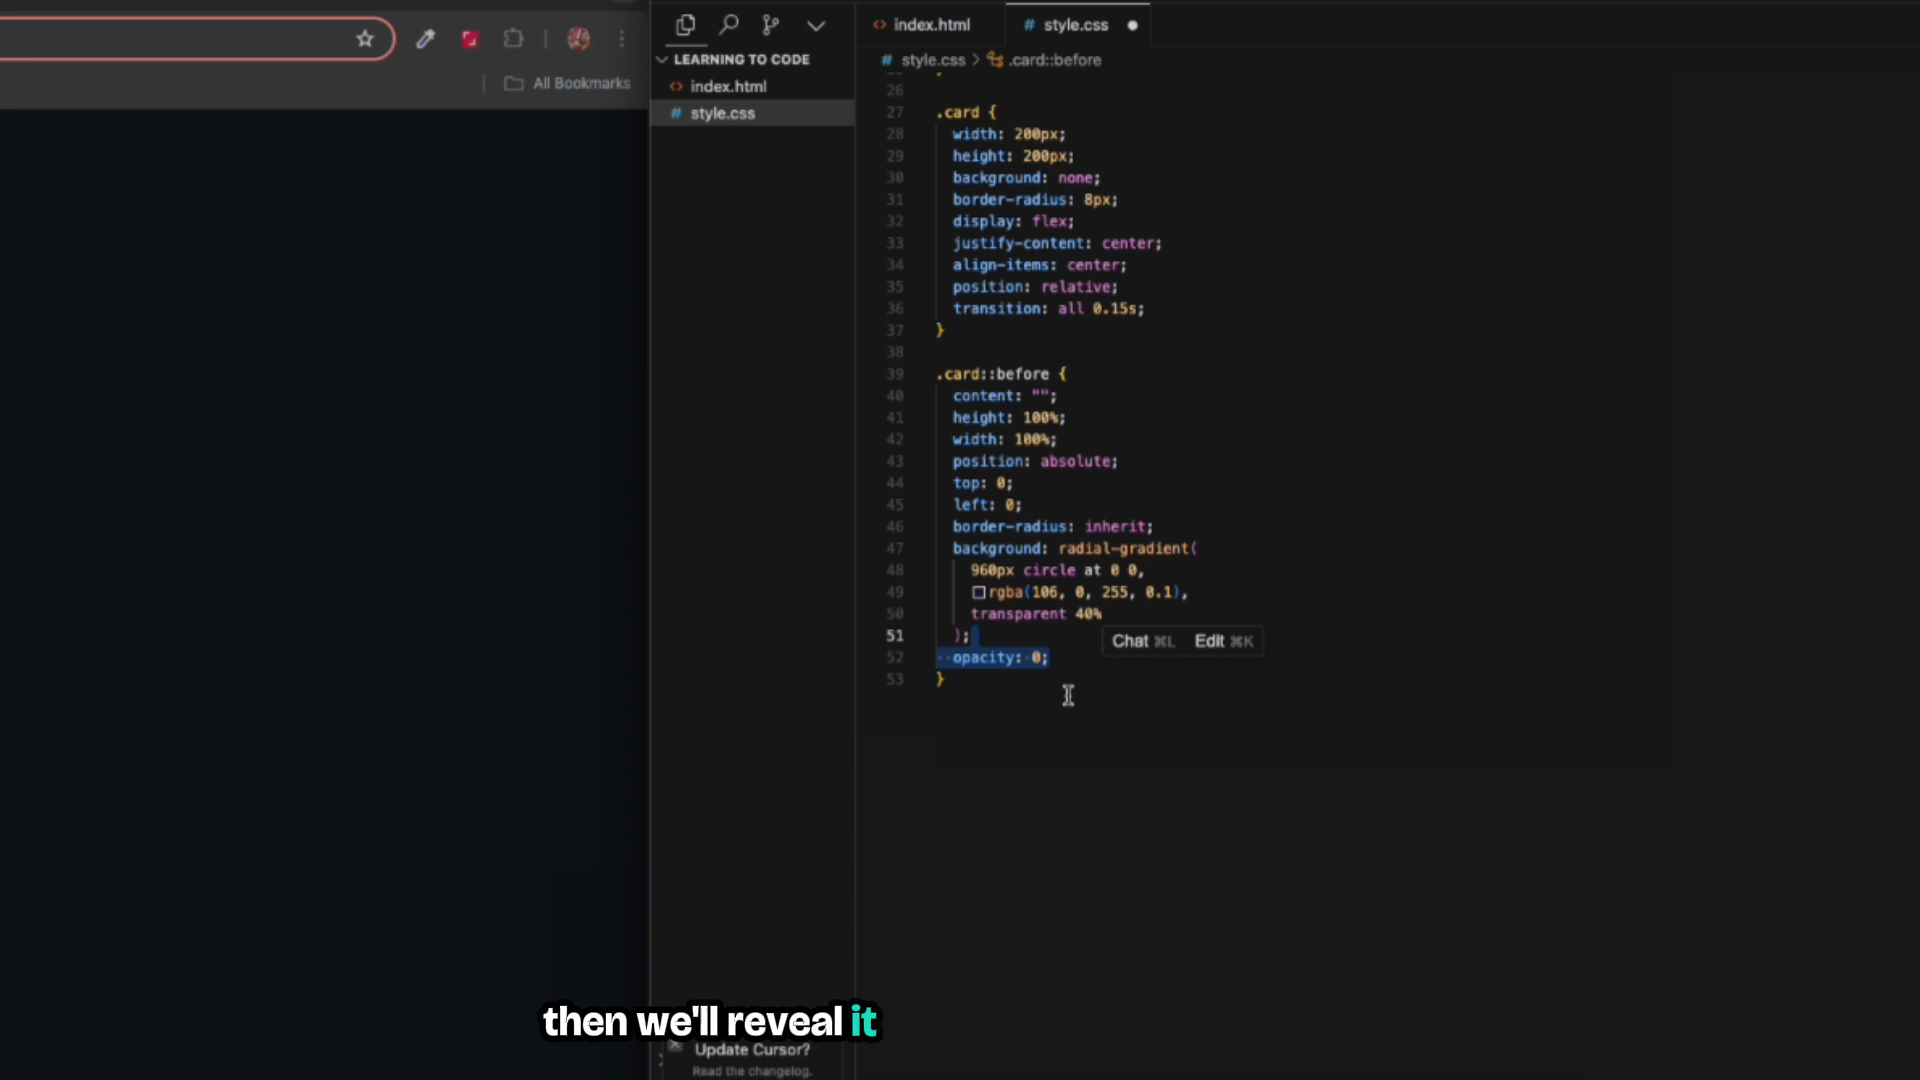 All Bookmarks
LEARNING TO CODE
index.html
# style.css
index.html
# style.css
# style.css > .card::before
26
27 .card {
28 width: 200px;
29 height: 200px;
30 background: none;
31 border-radius: 8px;
32 display: flex;
33 justify-content: center;
34 align-items: center;
35 position: relative;
36 transition: all 0.15s;
37 }
38
39 .card::before {
40 content: "";
41 height: 100%;
42 width: 100%;
43 position: absolute;
44 top: 0;
45 left: 0;
46 border-radius: inherit;
47 background: radial-gradient(
48 960px circle at 0 0,
49 rgba(106, 0, 255, 0.1),
50 transparent 40%
51 );
Chat ⌘L Edit ⌘K
52 opacity: 0;
53 }
then we'll reveal it
Update Cursor?
Read the changelog.